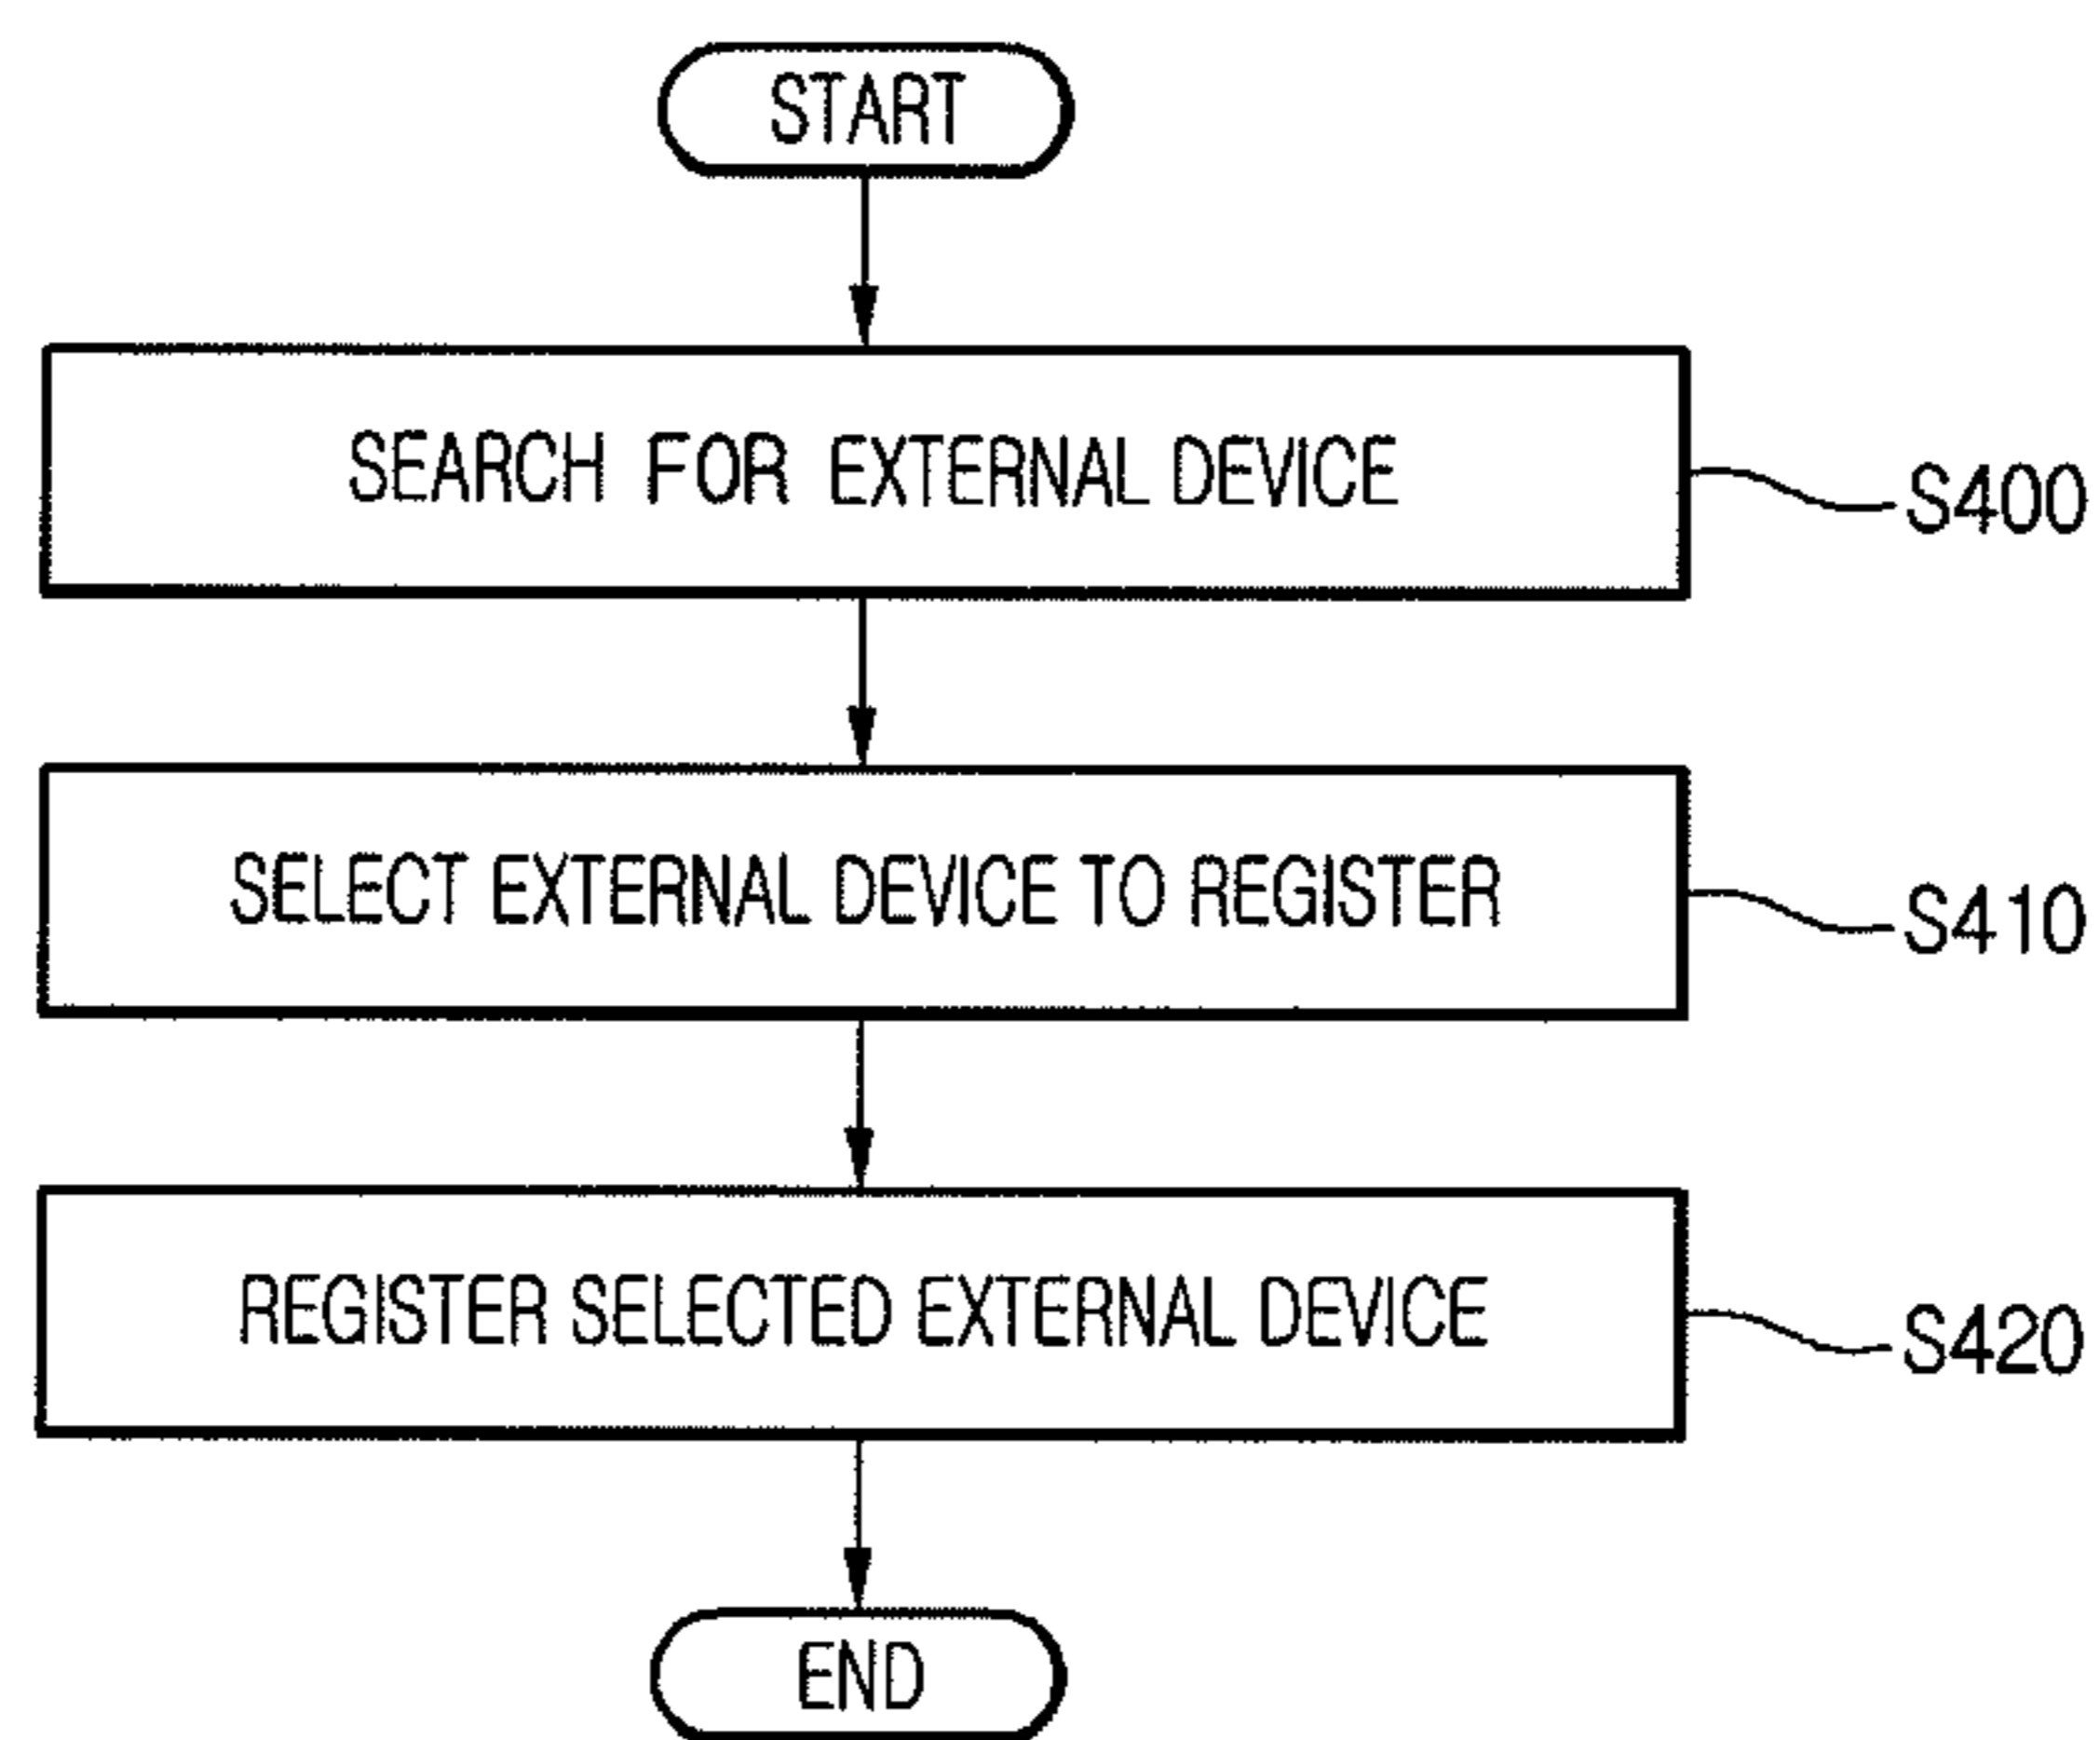 START
SEARCH FOR EXTERNAL DEVICE
S400
SELECT EXTERNAL DEVICE TO REGISTER
S410
REGISTER SELECTED EXTERNAL DEVICE
S420
END